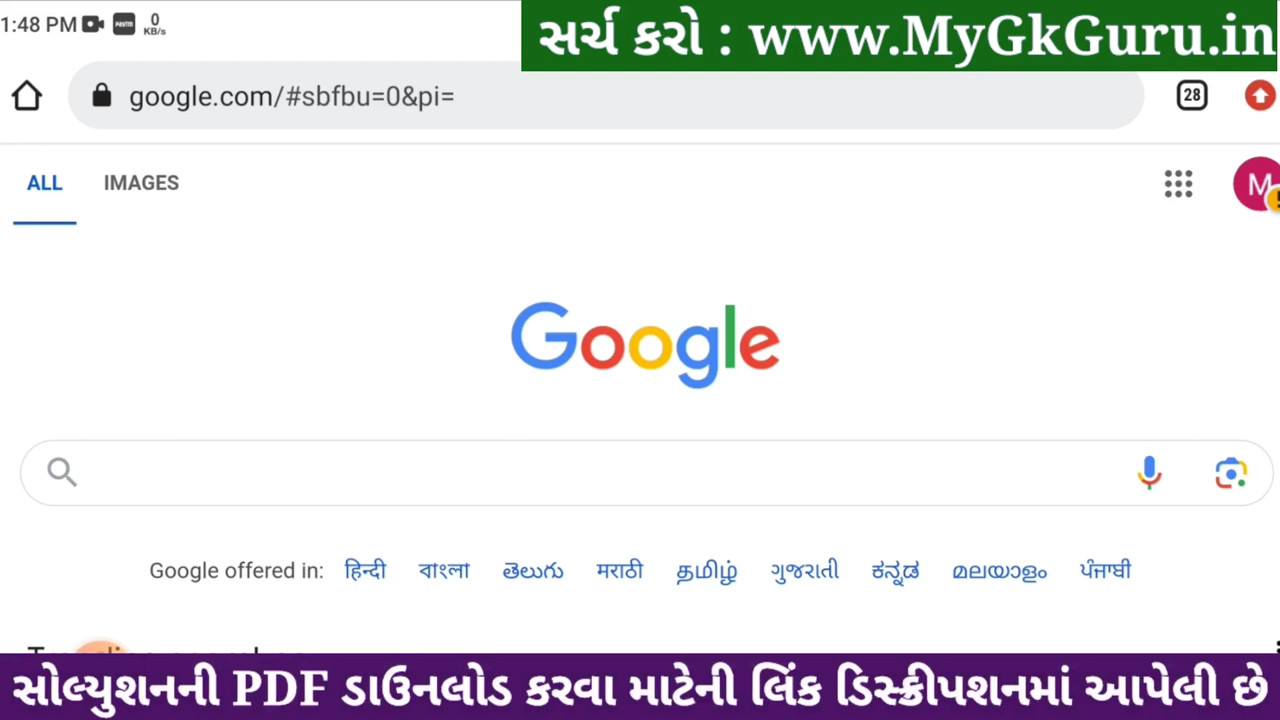 1:48 PM 0 KB/s
સર્ચ કરો : www.MyGkGuru.in
google.com/#sbfbu=0&pi=
28
ALL IMAGES
M
Google
Google offered in: हिन्दी বাংলা తెలుగు मराठी தமிழ் ગુજરાતી ಕನ್ನಡ മലയാളം ਪੰਜਾਬੀ
સોલ્યુશનની PDF ડાઉનલોડ કરવા માટેની લિંક ડિસ્ક્રીપશનમાં આપેલી છે